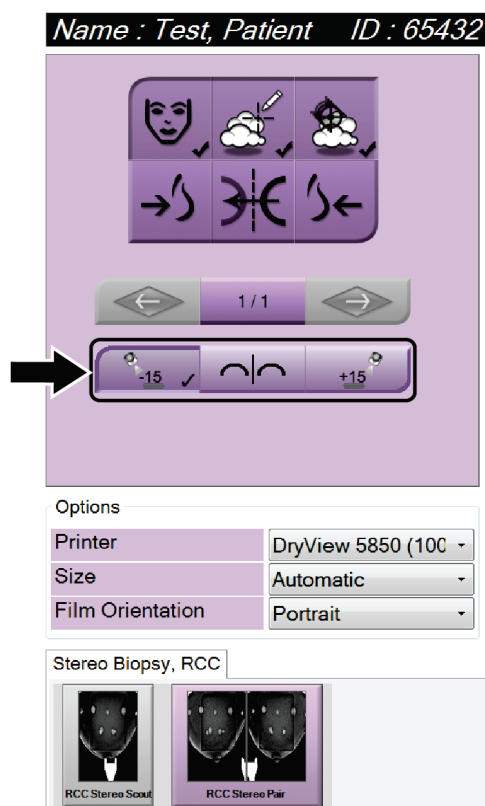 Name : Test, Patient ID : 65432
1 / 1
-15 +15
Options
Printer DryView 5850 (100
Size Automatic
Film Orientation Portrait
Stereo Biopsy, RCC
RCC Stereo Scout RCC Stereo Pair